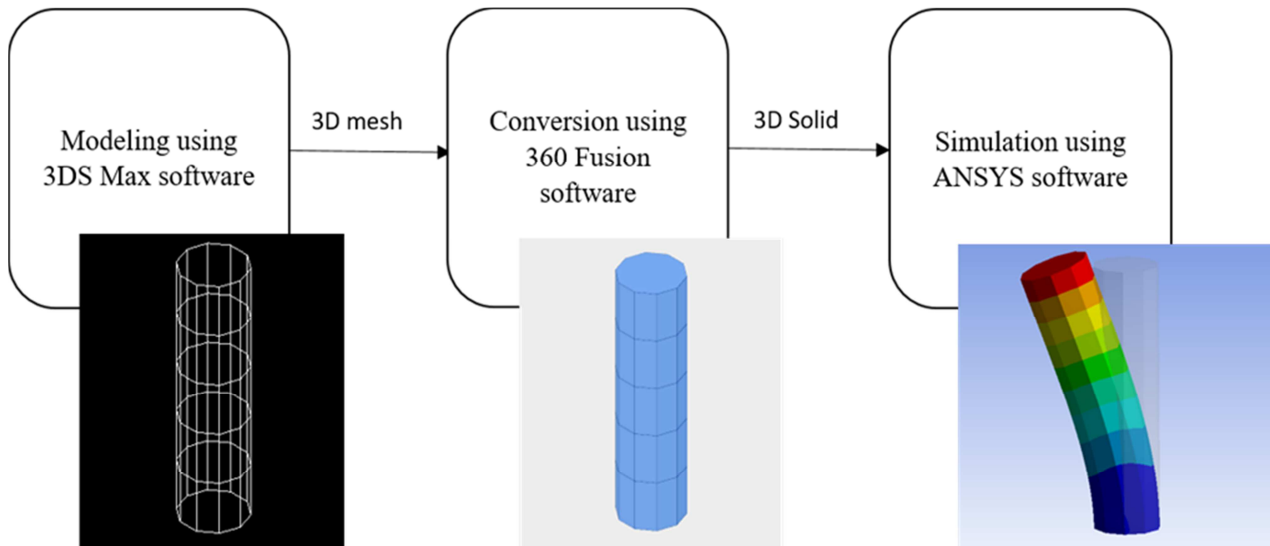 Modeling using
3DS Max software
3D mesh
Conversion using
360 Fusion
software
3D Solid
Simulation using
ANSYS software